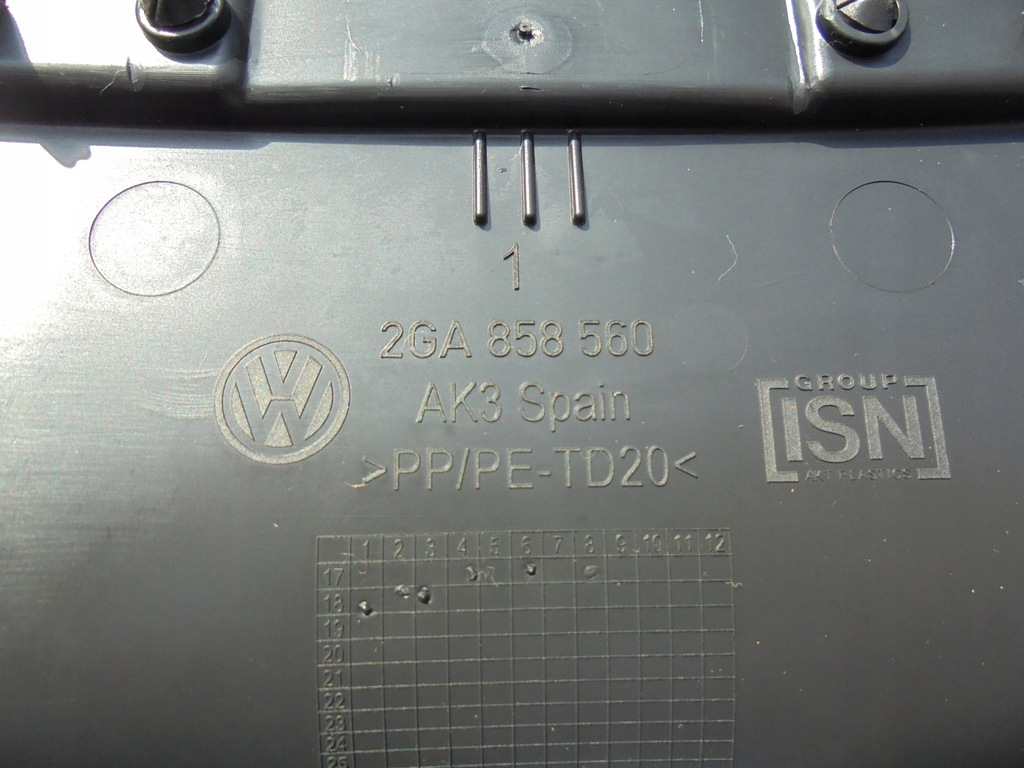 1
2GA 858 560
AK3 Spain
>PP/PE-TD20<
GROUP
ISN
AKT PLASTICS
1 2 3 4 5 6 7 8 9 10 11 12
17
18
19
20
21
22
23
24
25